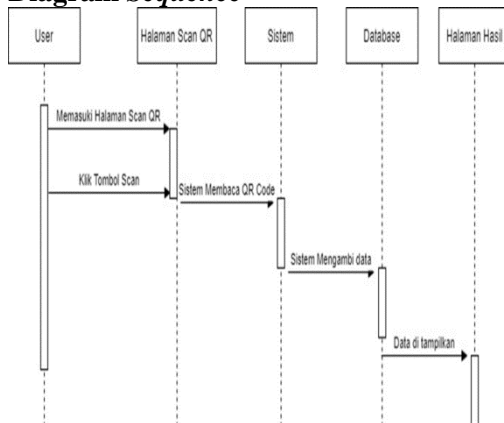 Diagram Sequence
User
Halaman Scan QR
Sistem
Database
Halaman Hasil
Memasuki Halaman Scan QR
Klik Tombol Scan
Sistem Membaca QR Code
Sistem Mengambi data
Data di tampilkan